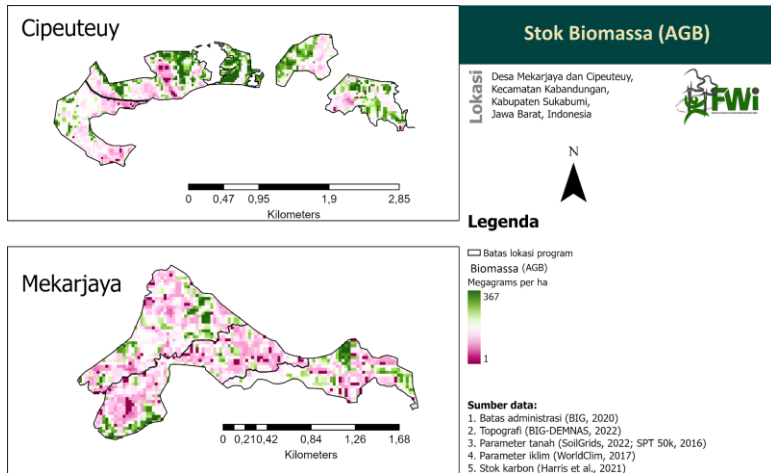 Cipeuteuy
0 0,47 0,95 1,9 2,85
Kilometers
Mekarjaya
0 0,210,42 0,84 1,26 1,68
Kilometers
Stok Biomassa (AGB)
Lokasi
Desa Mekarjaya dan Cipeuteuy,
Kecamatan Kabandungan,
Kabupaten Sukabumi,
Jawa Barat, Indonesia
FWi
N
Legenda
Batas lokasi program
Biomassa (AGB)
Megagrams per ha
367
1
Sumber data:
1. Batas administrasi (BIG, 2020)
2. Topografi (BIG-DEMNAS, 2022)
3. Parameter tanah (SoilGrids, 2022; SPT 50k, 2016)
4. Parameter iklim (WorldClim, 2017)
5. Stok karbon (Harris et al., 2021)